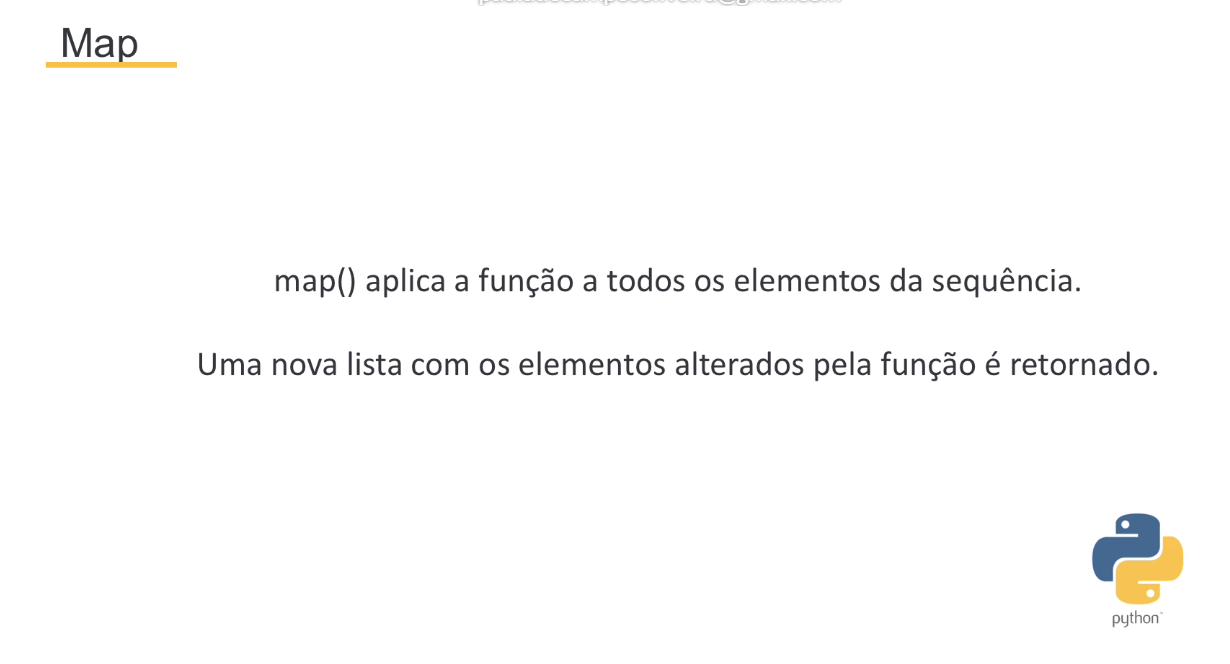 Map
map() aplica a função a todos os elementos da sequência.
Uma nova lista com os elementos alterados pela função é retornado.
python